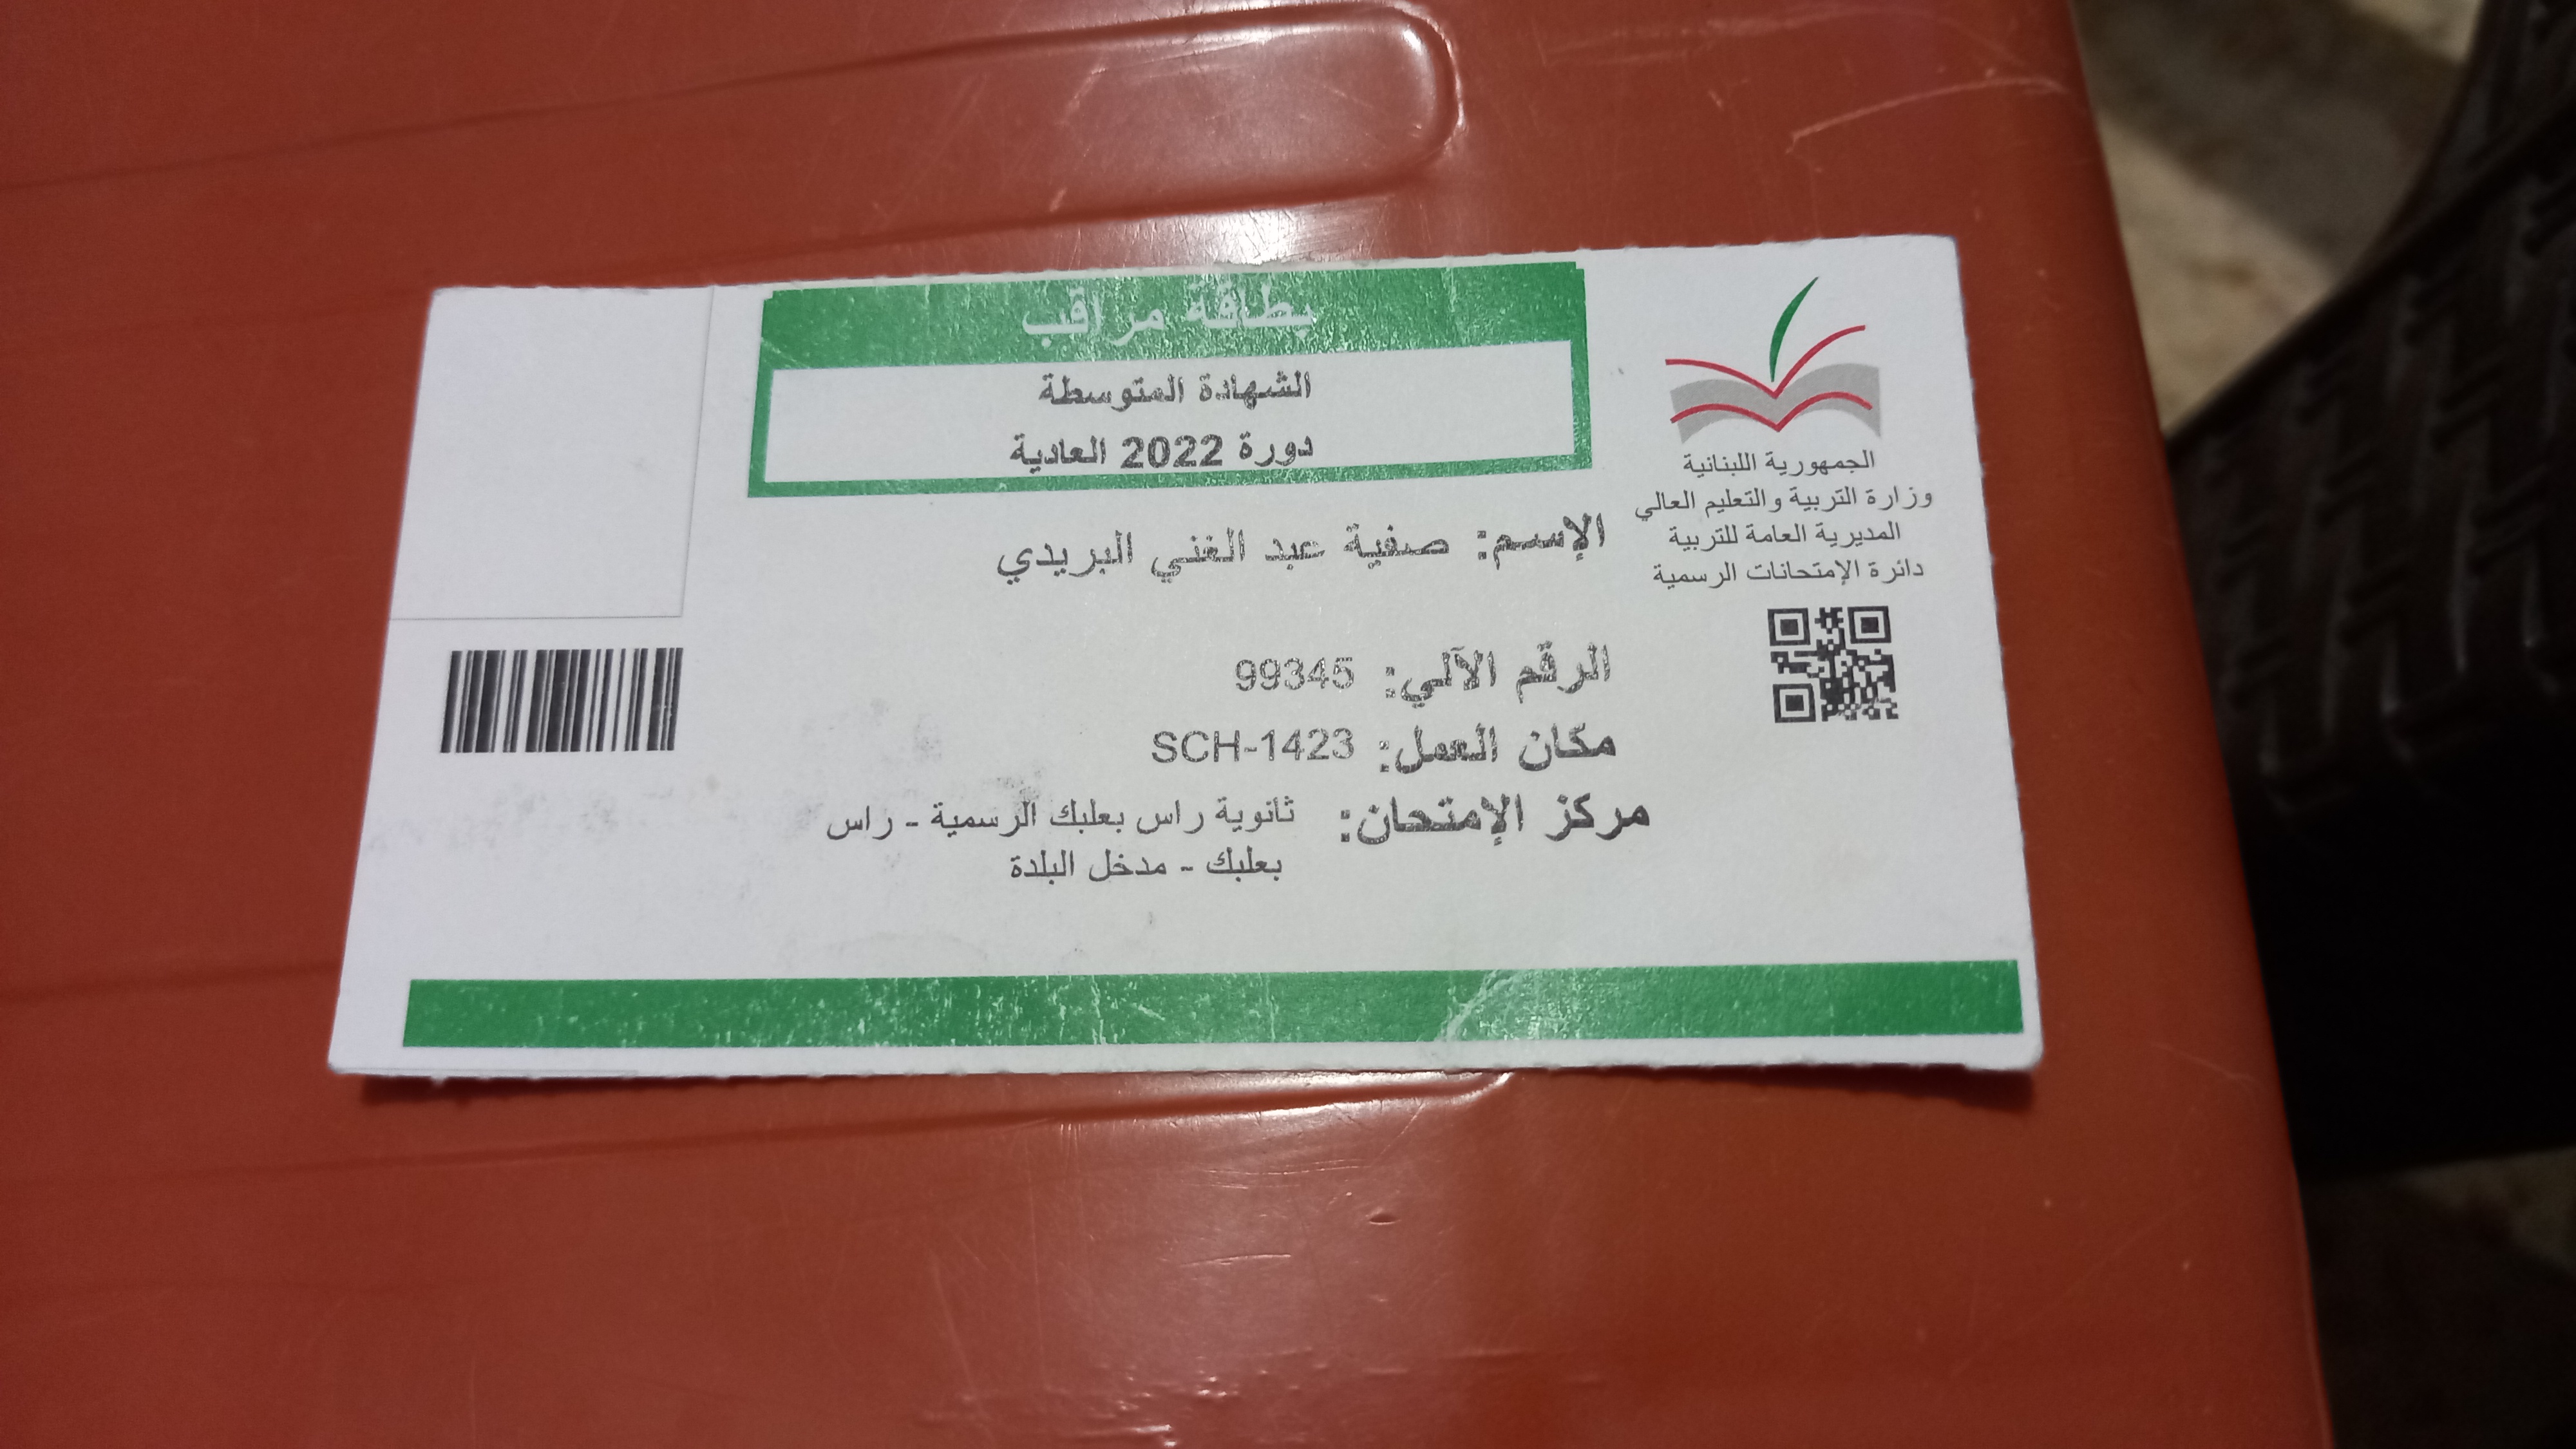 بطاقة مراقب
الشهادة المتوسطة
دورة 2022 العادية
الجمهورية اللبنانية
وزارة التربية والتعليم العالي
المديرية العامة للتربية
دائرة الإمتحانات الرسمية
الإسم: صفية عبد الغني البريدي
الرقم الآلي: 99345
مكان العمل: SCH-1423
مركز الإمتحان: ثانوية راس بعلبك الرسمية - راس
بعلبك - مدخل البلدة